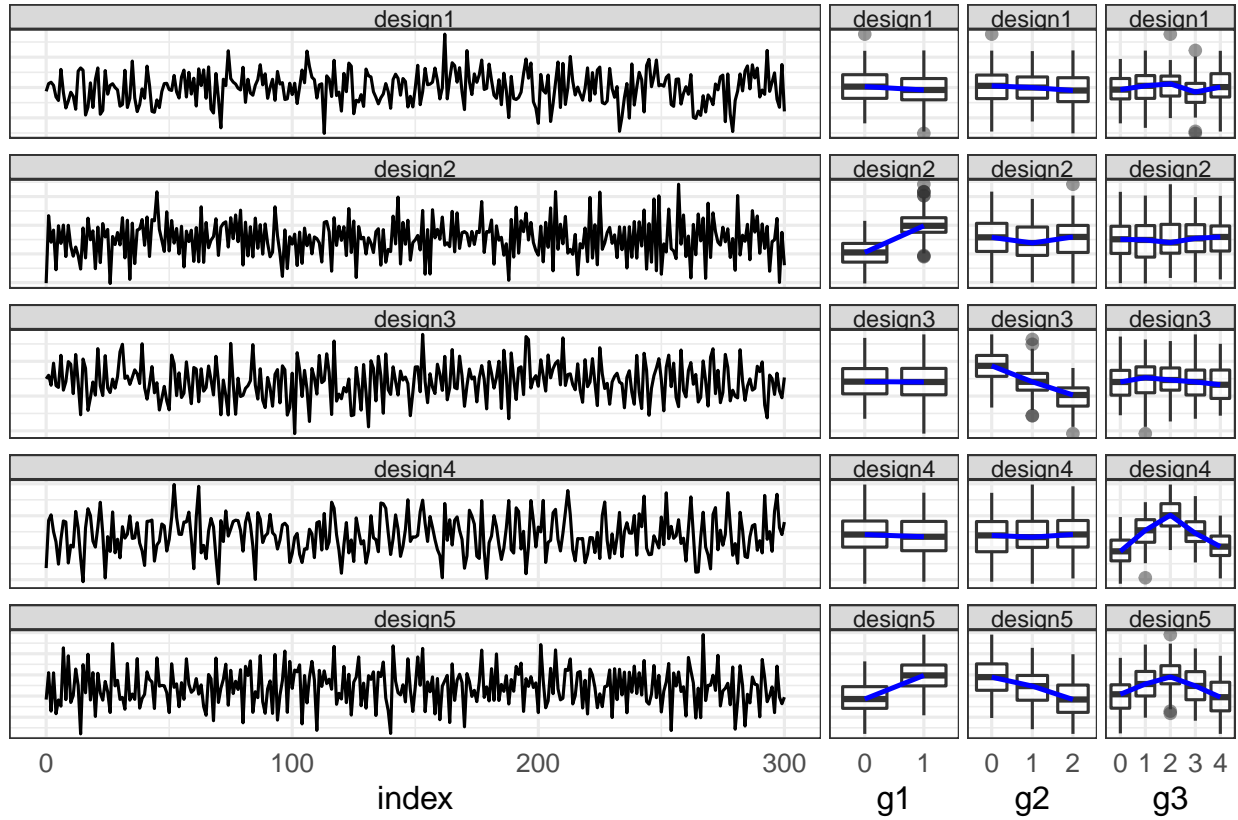 design1 design1 design1 design1
design2 design2 design2 design2
design3 design3 design3 design3
design4 design4 design4 design4
design5 design5 design5 design5
0 100 200 300 0 1 0 1 2 0 1 2 3 4
index g1 g2 g3